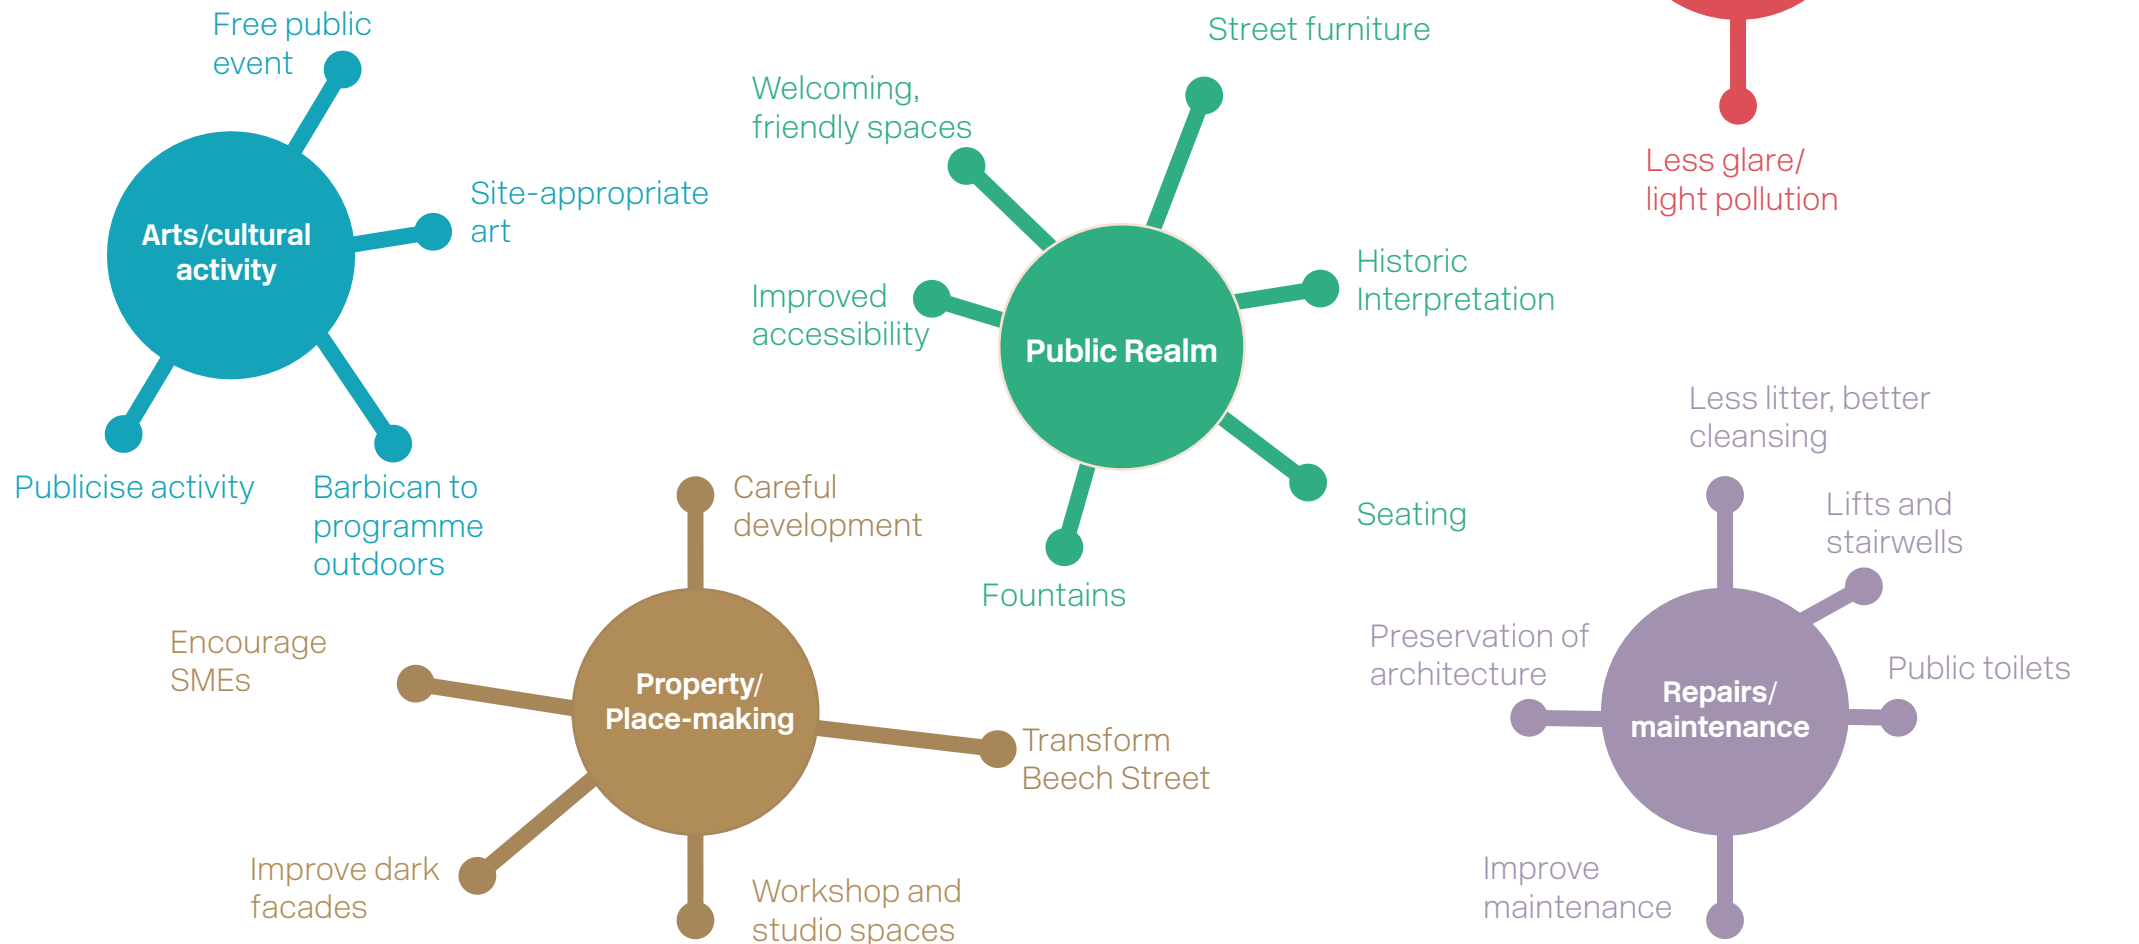 Free public
event
Site-appropriate
art
Arts/cultural
activity
Publicise activity
Barbican to
programme
outdoors
Street furniture
Welcoming,
friendly spaces
Historic
Interpretation
Improved
accessibility
Public Realm
Seating
Fountains
Less glare/
light pollution
Careful
development
Encourage
SMEs
Property/
Place-making
Transform
Beech Street
Improve dark
facades
Workshop and
studio spaces
Less litter, better
cleansing
Lifts and
stairwells
Preservation of
architecture
Public toilets
Repairs/
maintenance
Improve
maintenance